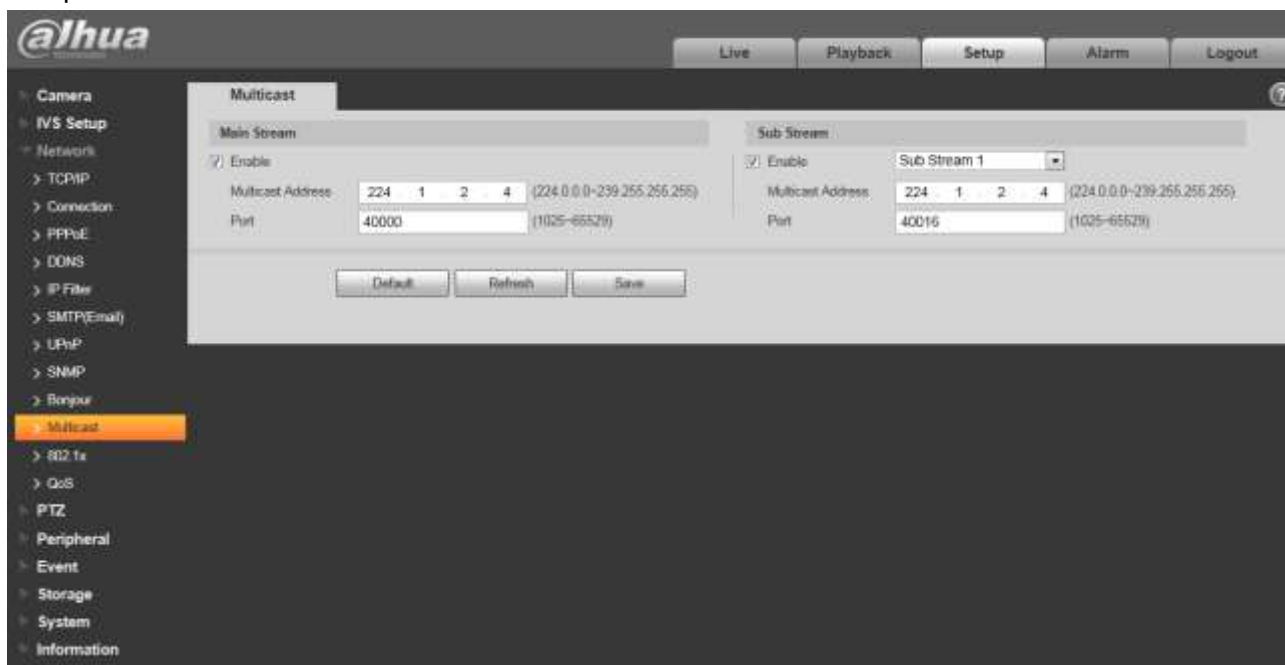 alhua
Live Playback Setup Alarm Logout
Camera
IVS Setup
Network
TCP/IP
Connection
PPPoE
DDNS
IP Filter
SMTP(Email)
UPnP
SNMP
Bonjour
Multicast
802.1x
QoS
PTZ
Peripheral
Event
Storage
System
Information
Multicast
Main Stream
Enable
Multicast Address 224 . 1 . 2 . 4 (224.0.0.0~239.255.255.255)
Port 40000 (1025~65529)
Sub Stream
Enable Sub Stream 1
Multicast Address 224 . 1 . 2 . 4 (224.0.0.0~239.255.255.255)
Port 40016 (1025~65529)
Default Refresh Save